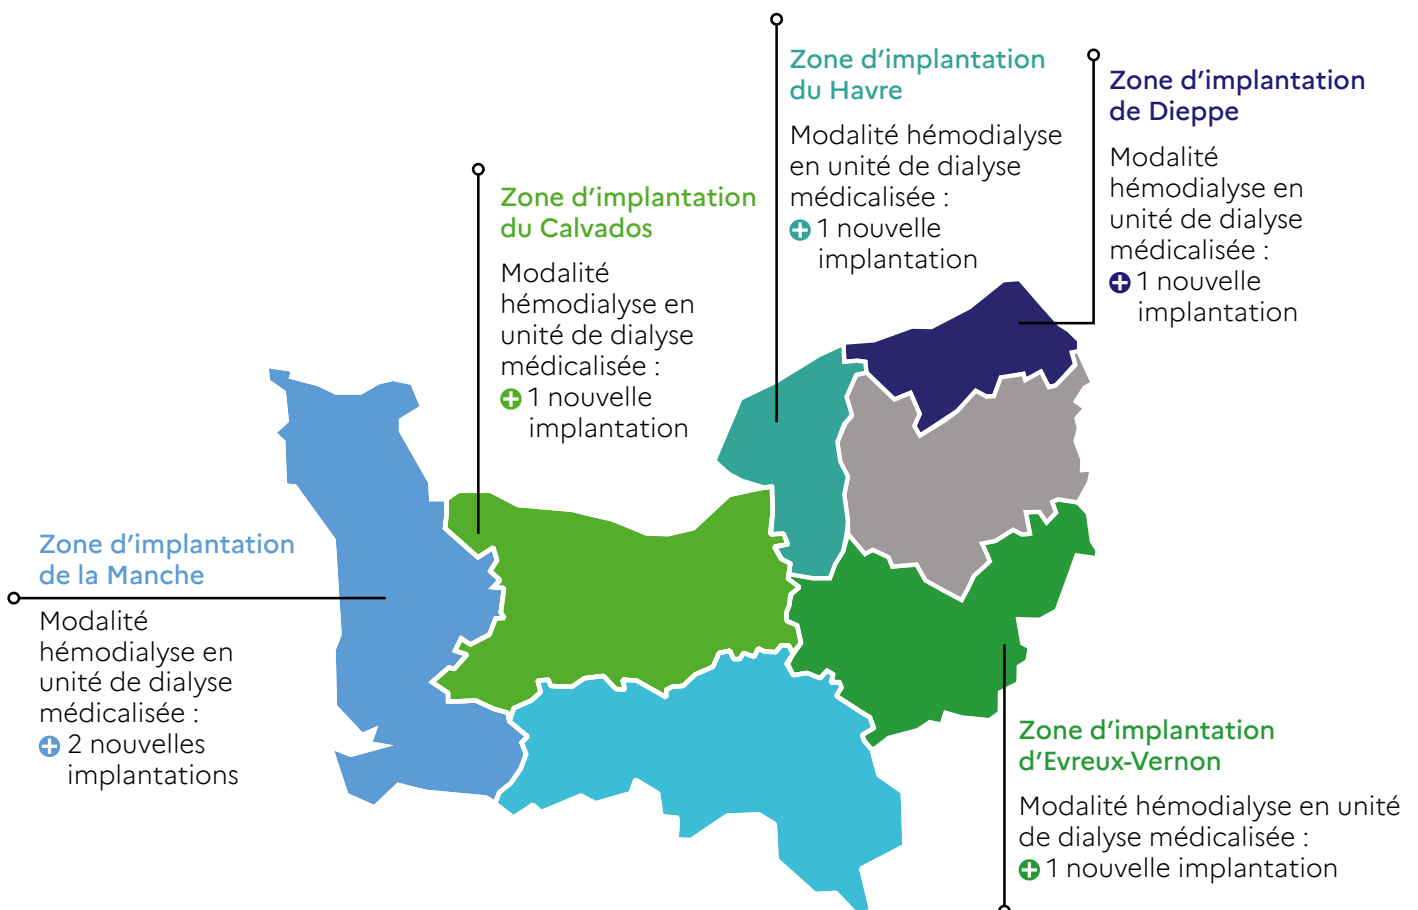 Zone d'implantation
du Havre
Modalité hémodialyse
en unité de dialyse
médicalisée :
+ 1 nouvelle
implantation
Zone d'implantation
de Dieppe
Modalité
hémodialyse en
unité de dialyse
médicalisée :
+ 1 nouvelle
implantation
Zone d'implantation
du Calvados
Modalité
hémodialyse en
unité de dialyse
médicalisée :
+ 1 nouvelle
implantation
Zone d'implantation
de la Manche
Modalité
hémodialyse en
unité de dialyse
médicalisée :
+ 2 nouvelles
implantations
Zone d'implantation
d'Evreux-Vernon
Modalité hémodialyse en unité
de dialyse médicalisée :
+ 1 nouvelle implantation